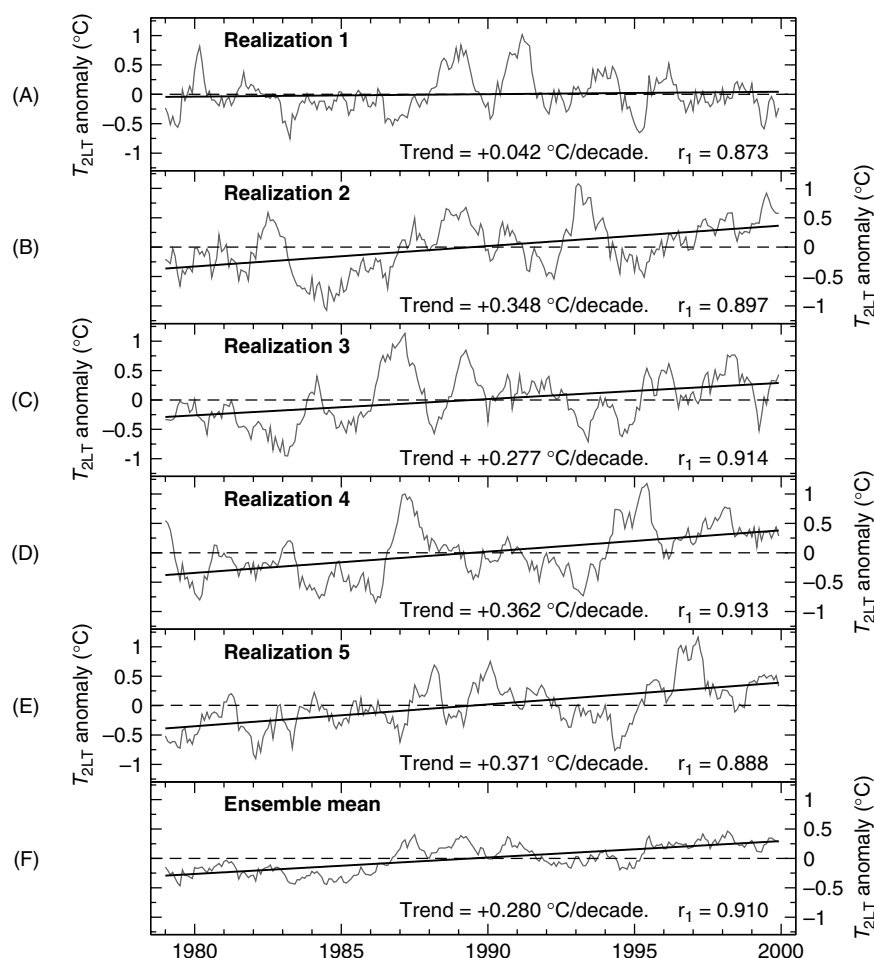 (A)
T2LT anomaly (°C)
1
0.5
0
−0.5
-1
Realization 1
Trend = +0.042 °C/decade. r1 = 0.873
(B)
Realization 2
Trend = +0.348 °C/decade. r1 = 0.897
1
0.5
0
−0.5
−1
T2LT anomaly (°C)
(C)
T2LT anomaly (°C)
1
0.5
0
−0.5
-1
Realization 3
Trend + +0.277 °C/decade. r1 = 0.914
(D)
Realization 4
Trend = +0.362 °C/decade. r1 = 0.913
1
0.5
0
−0.5
−1
T2LT anomaly (°C)
(E)
T2LT anomaly (°C)
1
0.5
0
−0.5
−1
Realization 5
Trend = +0.371 °C/decade. r1 = 0.888
(F)
Ensemble mean
Trend = +0.280 °C/decade. r1 = 0.910
1
0.5
0
−0.5
−1
T2LT anomaly (°C)
1980 1985 1990 1995 2000